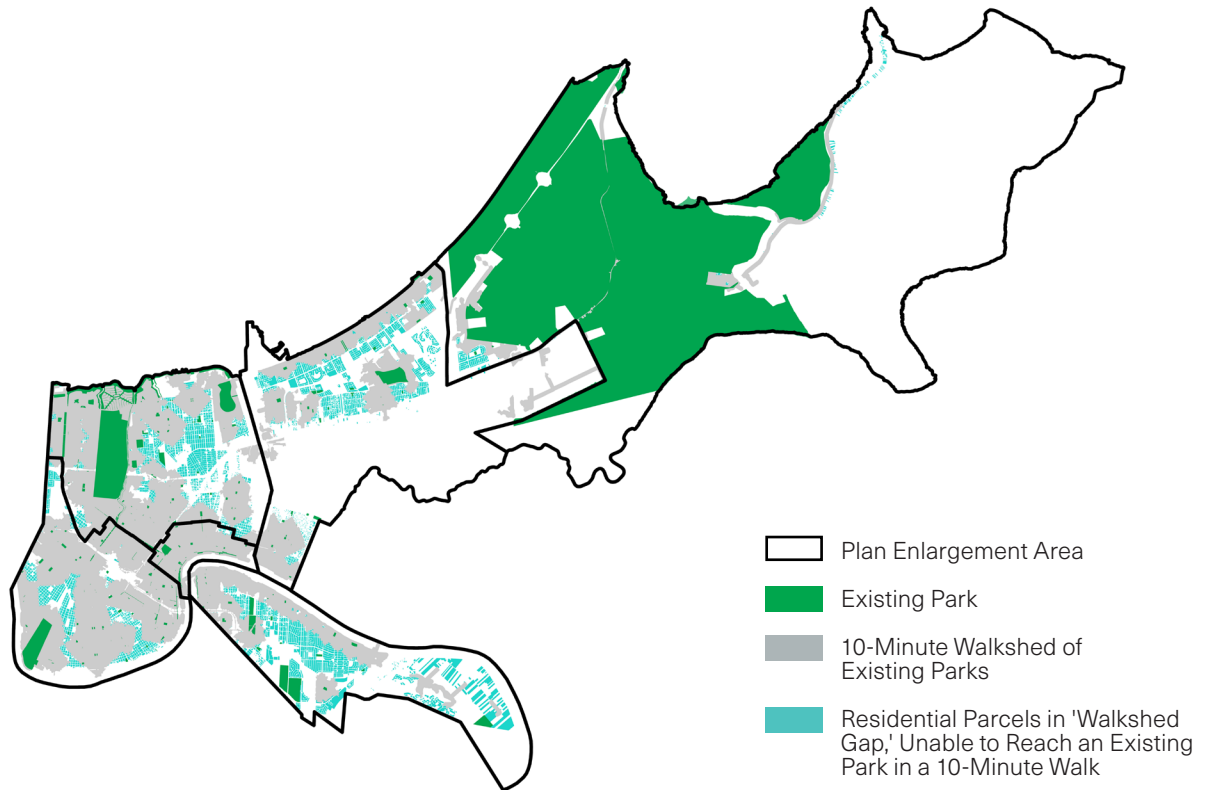 Plan Enlargement Area
Existing Park
10-Minute Walkshed of
Existing Parks
Residential Parcels in 'Walkshed
Gap,' Unable to Reach an Existing
Park in a 10-Minute Walk